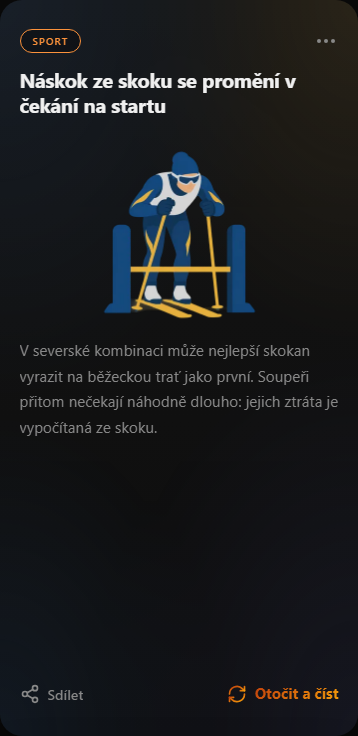 SPORT
Náskok ze skoku se promění v
čekání na startu
V severské kombinaci může nejlepší skokan
vyrazit na běžeckou trať jako první. Soupeři
přitom nečekají náhodně dlouho: jejich ztráta je
vypočítaná ze skoku.
Sdílet
Otočit a číst